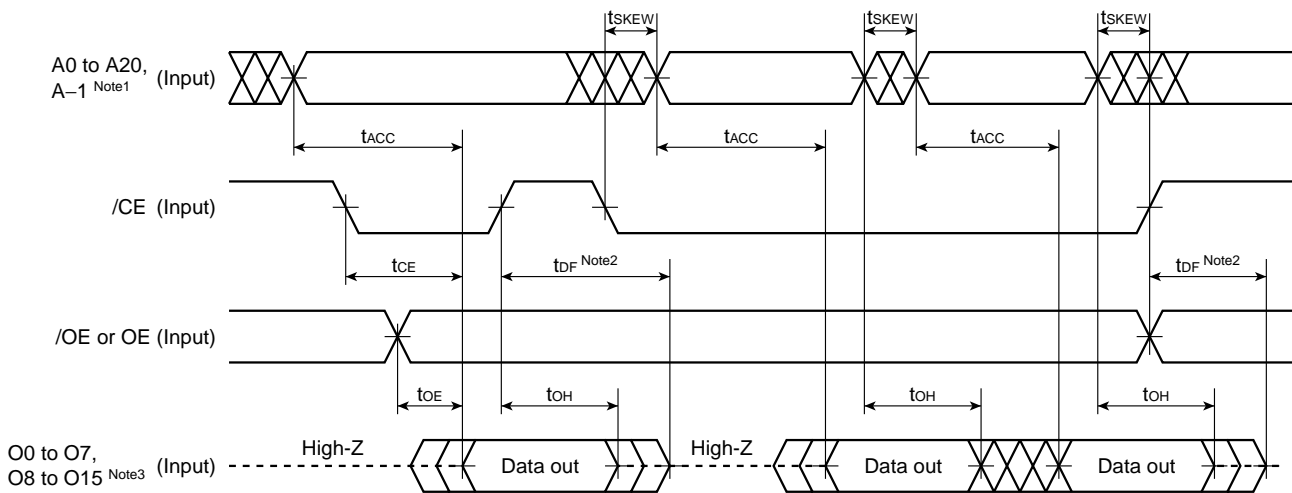 tSKEW tSKEW tSKEW
A0 to A20,
A−1 Note1 (Input)
tACC tACC tACC
/CE (Input)
tCE tDF Note2 tDF Note2
/OE or OE (Input)
tOE tOH tOH tOH
High-Z High-Z
O0 to O7,
O8 to O15 Note3 (Input)
Data out Data out Data out